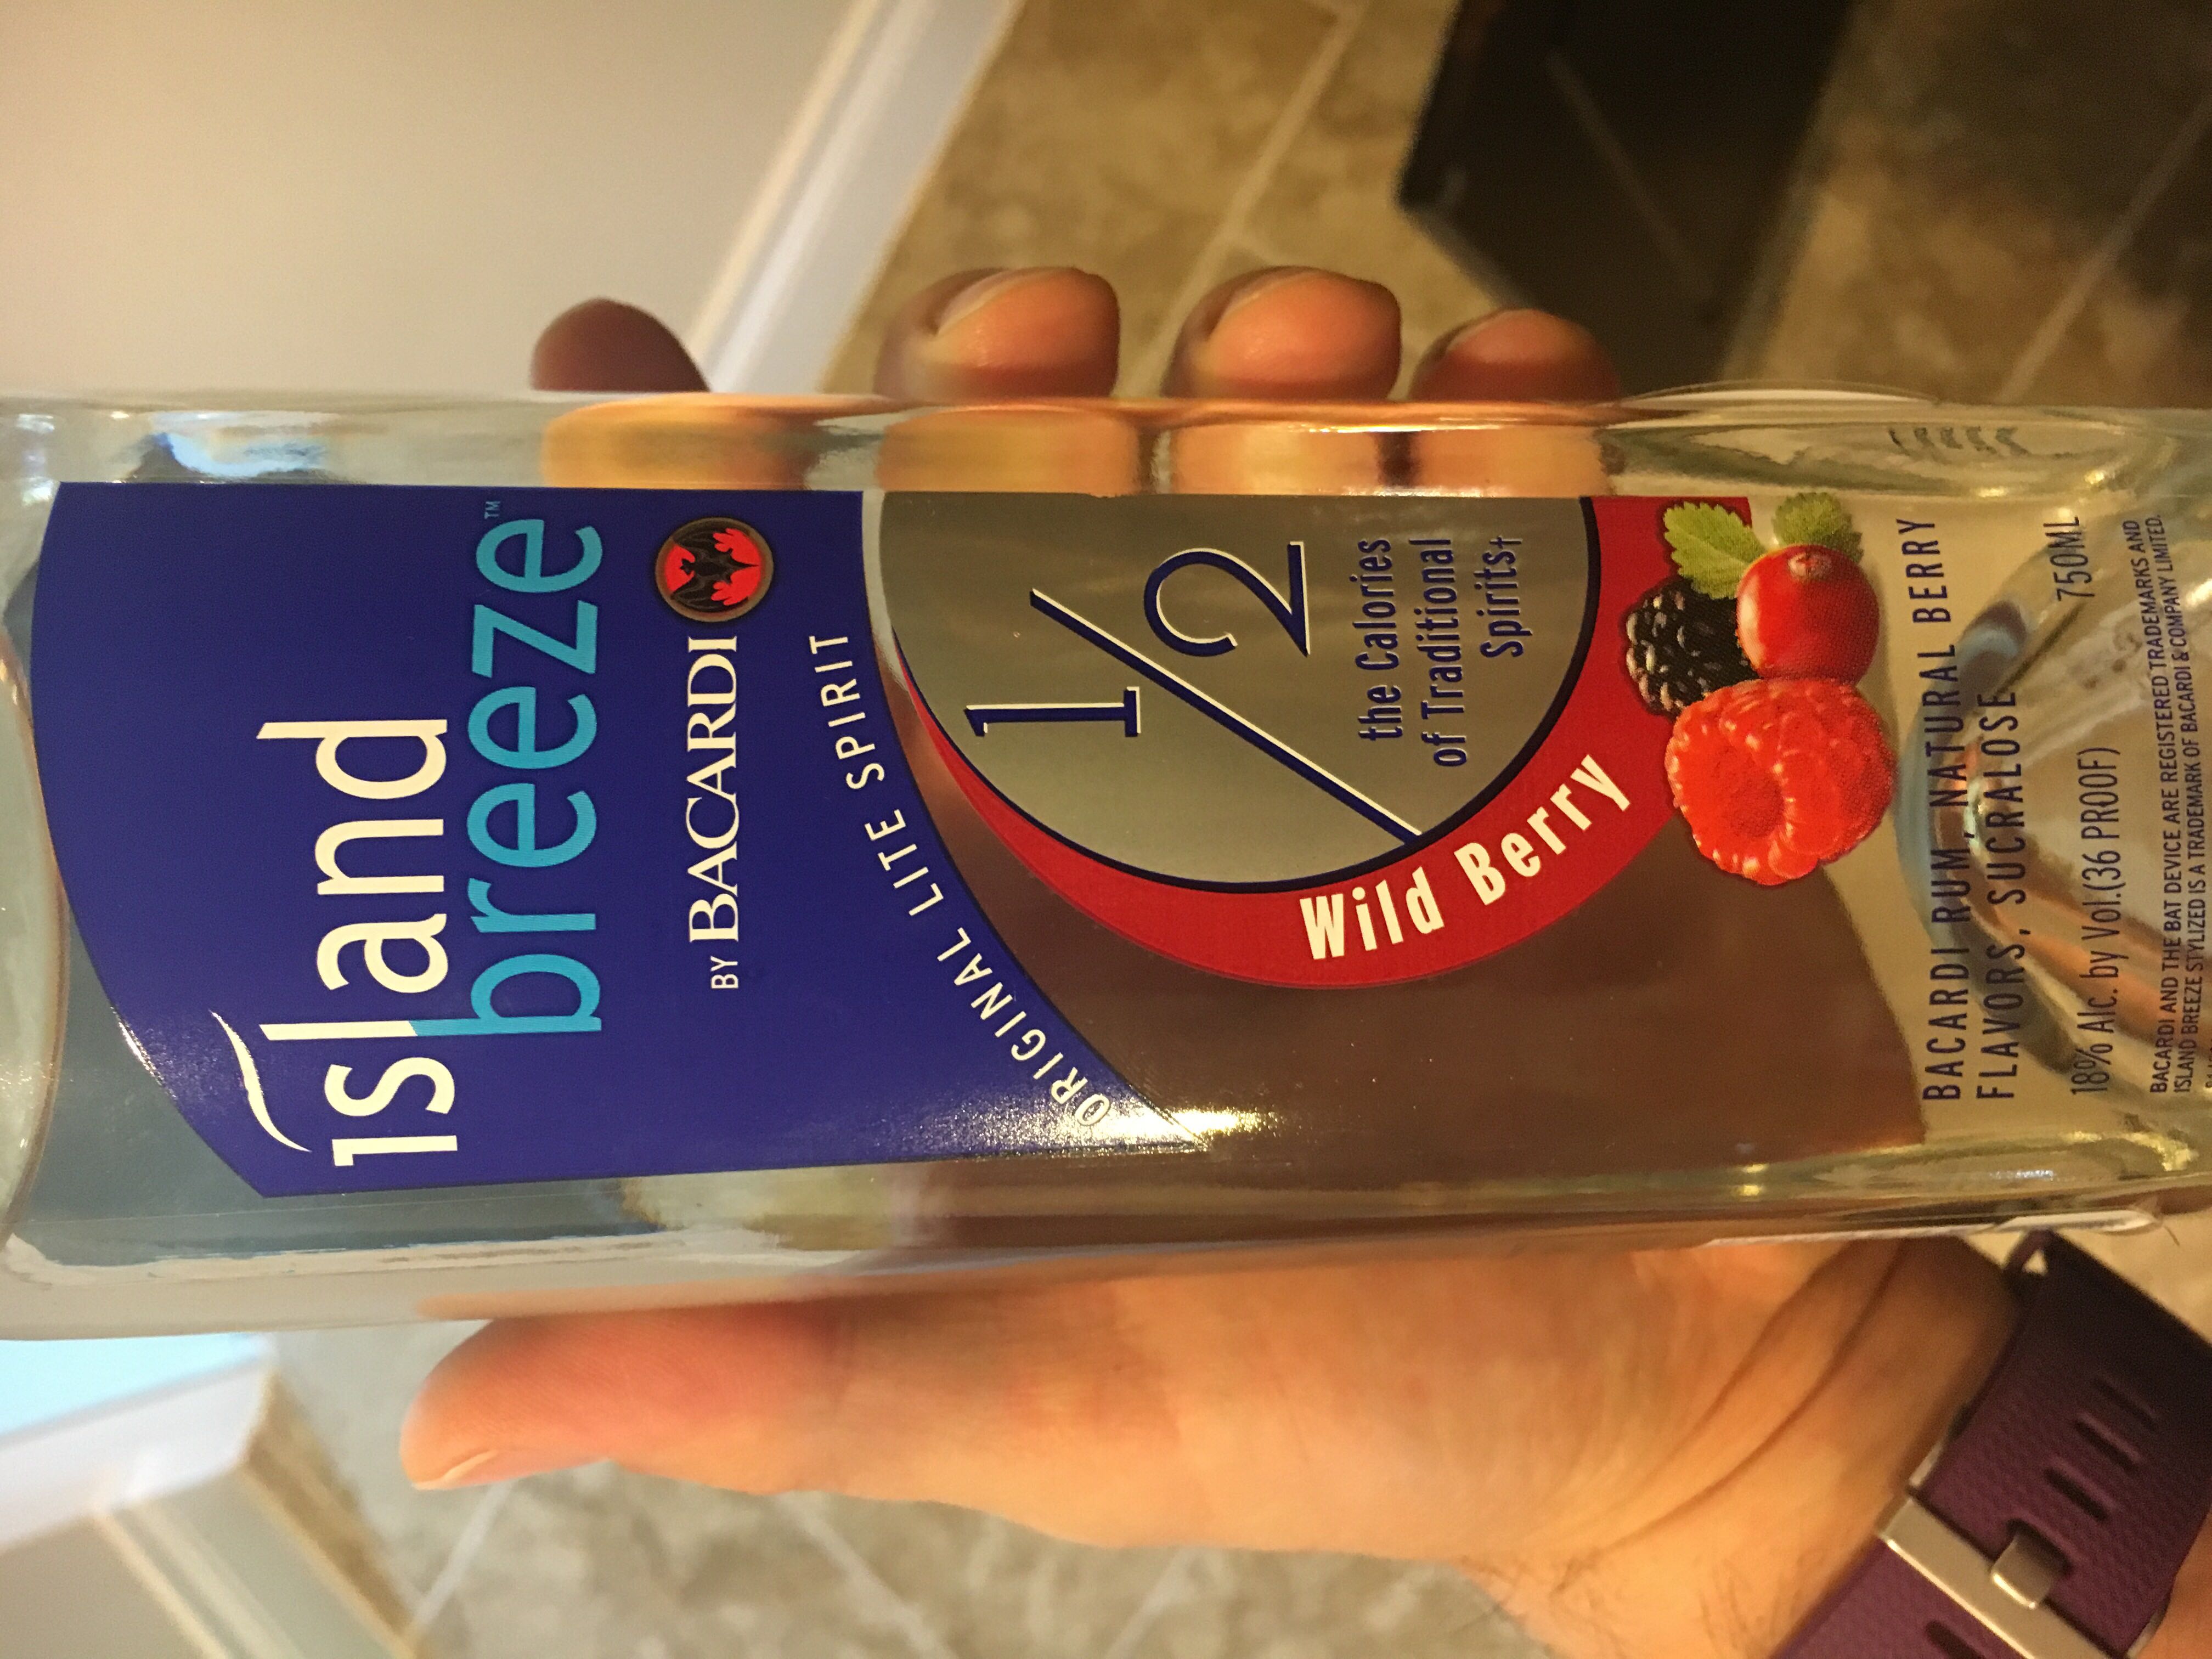 island
breeze™
BY BACARDI
ORIGINAL LITE SPIRIT
1/2
the Calories
of Traditional
Spirits†
Wild Berry
BACARDI RUM, NATURAL BERRY
FLAVORS, SUCRALOSE
18% Alc. by Vol.(36 PROOF) 750ML
BACARDI AND THE BAT DEVICE ARE REGISTERED TRADEMARKS AND
ISLAND BREEZE STYLIZED IS A TRADEMARK OF BACARDI & COMPANY LIMITED.